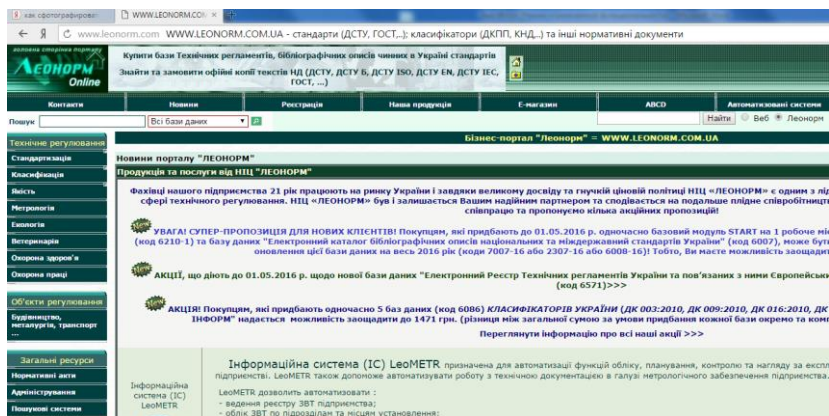 как сфотографирова
WWW.LEONORM.CO
www.leonorm.com WWW.LEONORM.COM.UA - стандарти (ДСТУ, ГОСТ,..); класифікатори (ДКПП, КНД,..) та інші нормативні документи
головна сторінка порталу
ЛЕОНОРМ
Online
Купити бази Технічних регламентів, бібліографічних описів чинних в Україні стандартів
Знайти та замовити офіційні копії текстів НД (ДСТУ, ДСТУ Б, ДСТУ ISO, ДСТУ EN, ДСТУ IEC, ГОСТ, ...)
Контакти Новини Реєстрація Наша продукція Е-магазин ABCD Автоматизовані системи
Пошук Всі бази даних Найти Веб Леонорм
Бізнес-портал "Леонорм" = WWW.LEONORM.COM.UA
Технічне регулювання
Стандартизація
Класифікація
Якість
Метрологія
Екологія
Ветеринарія
Охорона здоров'я
Охорона праці
Об'єкти регулювання
Будівництво,
металургія, транспорт
...
Загальні ресурси
Нормативні акти
Адміністрування
Пошукові системи
Новини порталу "ЛЕОНОРМ"
Продукція та послуги від НІЦ "ЛЕОНОРМ"
Фахівці нашого підприємства 21 рік працюють на ринку України і завдяки великому досвіду та гнучкій ціновій політиці НІЦ «ЛЕОНОРМ» є одним з лід
сфері технічного регулювання. НІЦ «ЛЕОНОРМ» був і залишається Вашим надійним партнером та сподівається на подальше плідне співробітницт
співпрацю та пропонуємо кілька акційних пропозицій!
New УВАГА! СУПЕР-ПРОПОЗИЦІЯ ДЛЯ НОВИХ КЛІЄНТІВ! Покупцям, які придбають до 01.05.2016 р. одночасно базовий модуль START на 1 робоче міс
(код 6210-1) та базу даних "Електронний каталог бібліографічних описів національних та міждержавний стандартів України" (код 6007), може бут
оновлення цієї бази даних на весь 2016 рік (коди 7007-16 або 2307-16 або 6008-16)! Тобто, Ви маєте можливість заощадит
New АКЦІЇ, що діють до 01.05.2016 р. щодо нової бази даних "Електронний Реєстр Технічних регламентів України та пов'язаних з ними Європейськ
(код 6571)>>>
New АКЦІЯ! Покупцям, які придбають одночасно 5 баз даних (код 6086) КЛАСИФІКАТОРІВ УКРАЇНИ (ДК 003:2010, ДК 009:2010, ДК 016:2010, ДК
ІНФОРМ" надається можливість заощадити до 1471 грн. (різниця між загальної сумою за умови придбання кожної бази окремо та ком
Переглянути інформацію про всі наші акції >>>
Інформаційна
система (ІС)
LeoМЕТR
Інформаційна система (ІС) LeoMETR призначена для автоматизації функцій обліку, планування, контролю та нагляду за експл
підприємстві. LeoMETR також допоможе автоматизувати роботу з технічною документацією в галузі метрологічного забезпечення підприємства.
LeoMETR дозволить автоматизовати :
- ведення реєстру ЗВТ підприємства;
- облік ЗВТ по підрозділам та місцям установлення;